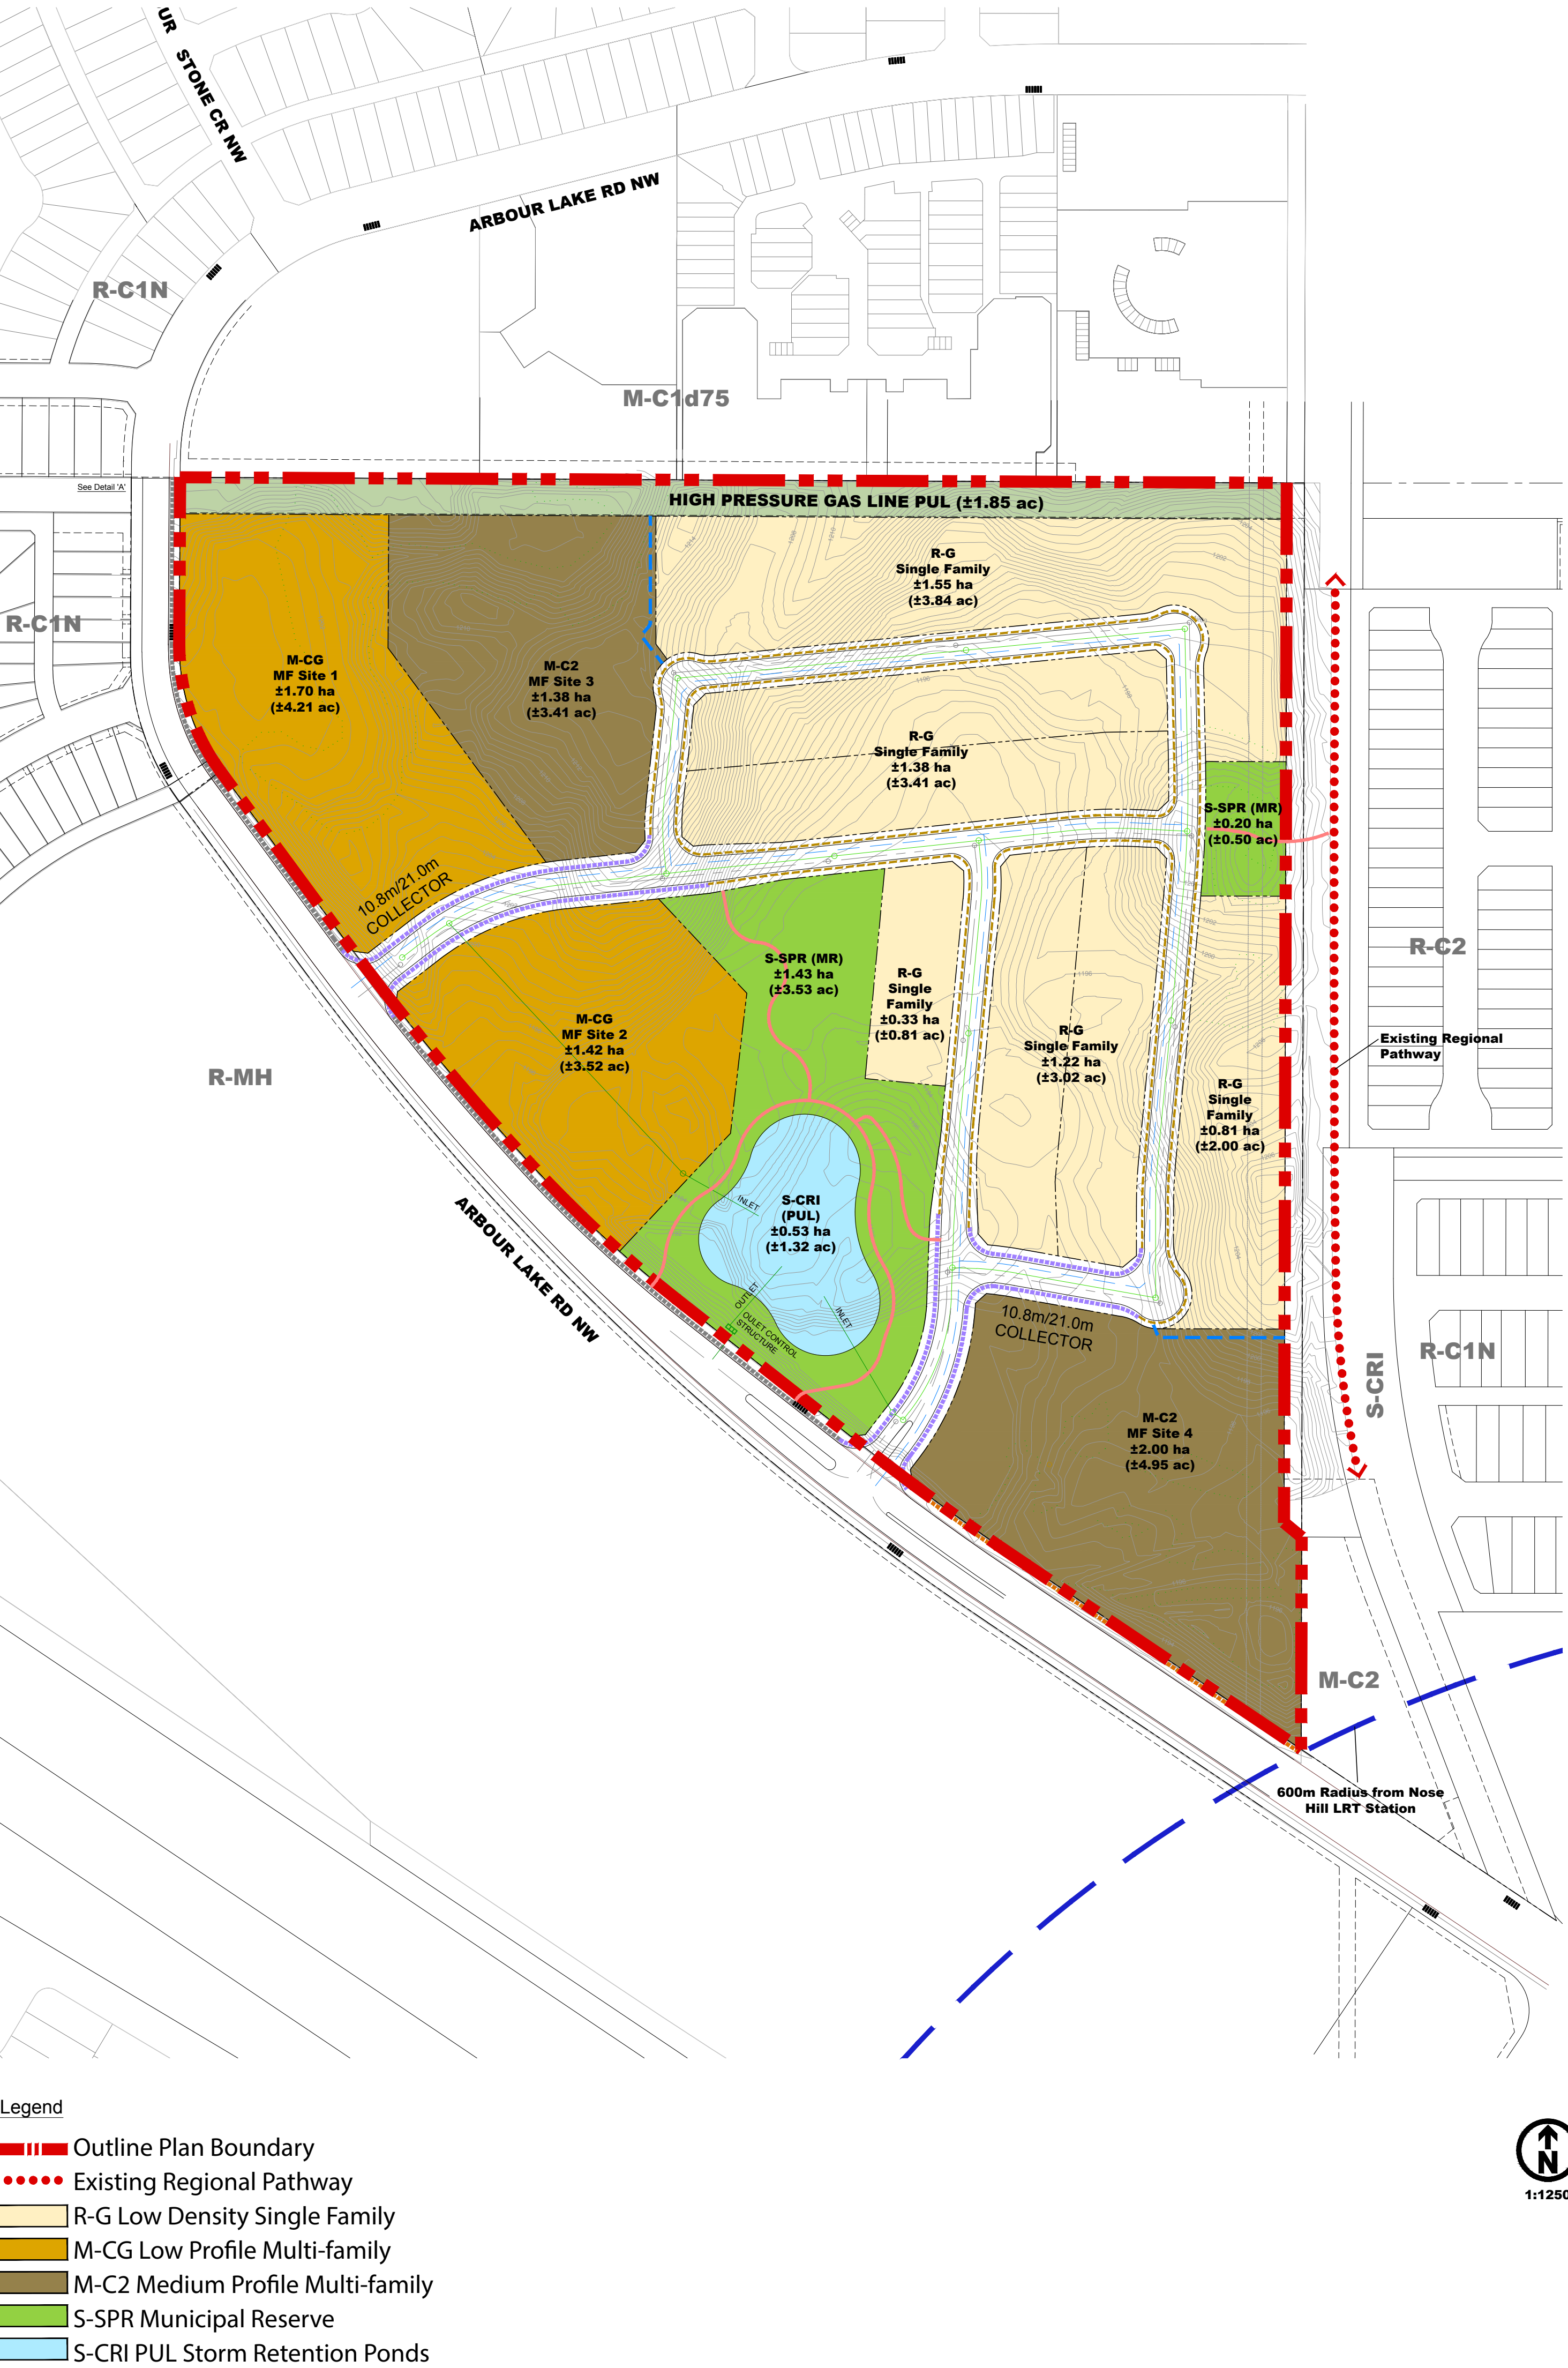 UR
STONE CR NW
ARBOUR LAKE RD NW
R-C1N
M-C1d75
See Detail 'A'
HIGH PRESSURE GAS LINE PUL (±1.85 ac)
R-G
Single Family
±1.55 ha
(±3.84 ac)
R-C1N
M-CG
MF Site 1
±1.70 ha
(±4.21 ac)
M-C2
MF Site 3
±1.38 ha
(±3.41 ac)
R-G
Single Family
±1.38 ha
(±3.41 ac)
S-SPR (MR)
±0.20 ha
(±0.50 ac)
10.8m/21.0m
COLLECTOR
R-C2
S-SPR (MR)
±1.43 ha
(±3.53 ac)
R-G
Single
Family
±0.33 ha
(±0.81 ac)
M-CG
MF Site 2
±1.42 ha
(±3.52 ac)
R-G
Single Family
±1.22 ha
(±3.02 ac)
Existing Regional
Pathway
R-MH
R-G
Single
Family
±0.81 ha
(±2.00 ac)
INLET
S-CRI
(PUL)
±0.53 ha
(±1.32 ac)
ARBOUR LAKE RD NW
OUTLET
OULET CONTROL
STRUCTURE
INLET
10.8m/21.0m
COLLECTOR
S-CRI
R-C1N
M-C2
MF Site 4
±2.00 ha
(±4.95 ac)
M-C2
600m Radius from Nose
Hill LRT Station
Legend
Outline Plan Boundary
Existing Regional Pathway
R-G Low Density Single Family
M-CG Low Profile Multi-family
M-C2 Medium Profile Multi-family
S-SPR Municipal Reserve
S-CRI PUL Storm Retention Ponds
N
1:1250